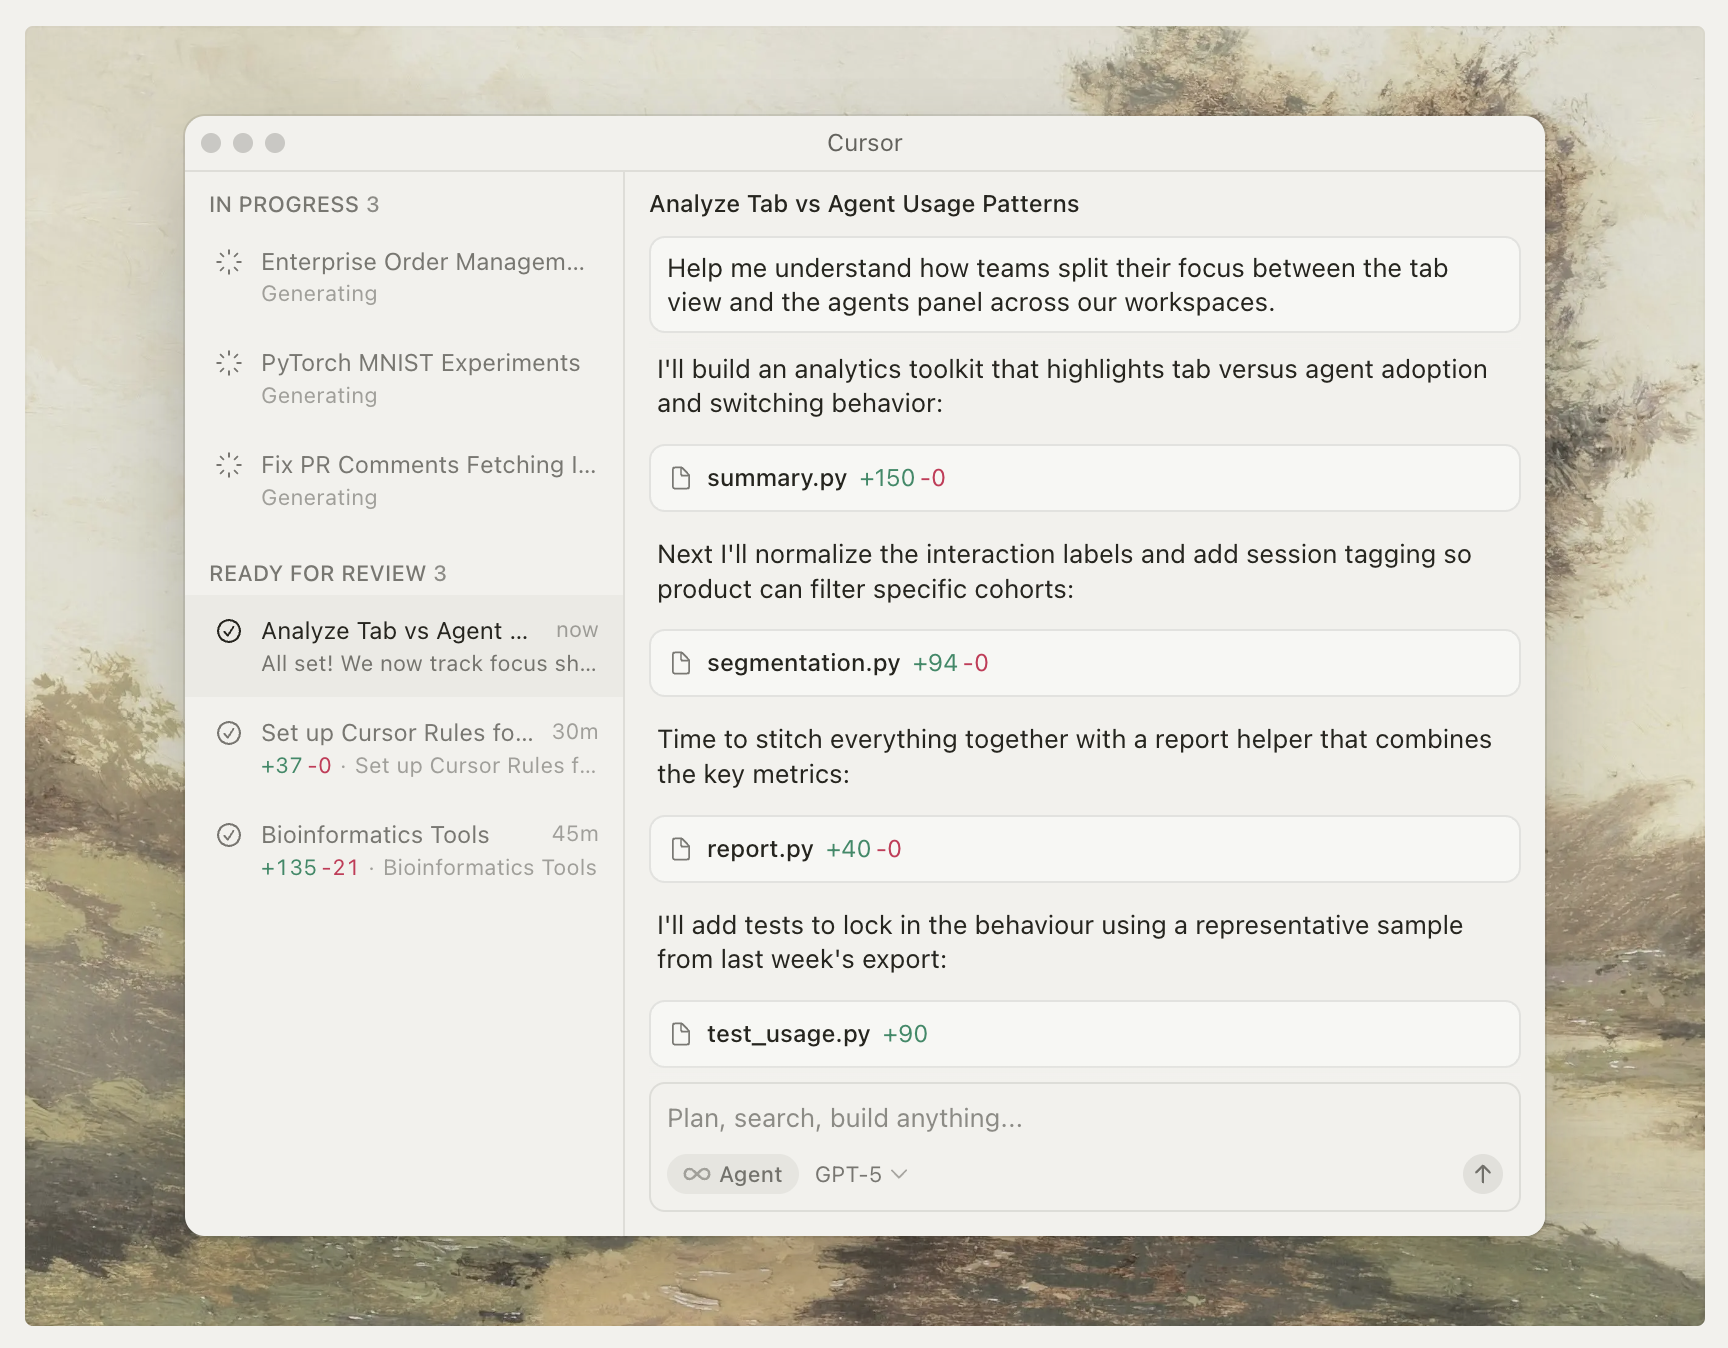 Cursor
IN PROGRESS 3
Enterprise Order Managem...
Generating
PyTorch MNIST Experiments
Generating
Fix PR Comments Fetching I...
Generating
READY FOR REVIEW 3
Analyze Tab vs Agent ... now
All set! We now track focus sh...
Set up Cursor Rules fo... 30m
+37 -0 · Set up Cursor Rules f...
Bioinformatics Tools 45m
+135 -21 · Bioinformatics Tools
Analyze Tab vs Agent Usage Patterns
Help me understand how teams split their focus between the tab
view and the agents panel across our workspaces.
I'll build an analytics toolkit that highlights tab versus agent adoption
and switching behavior:
summary.py +150 -0
Next I'll normalize the interaction labels and add session tagging so
product can filter specific cohorts:
segmentation.py +94 -0
Time to stitch everything together with a report helper that combines
the key metrics:
report.py +40 -0
I'll add tests to lock in the behaviour using a representative sample
from last week's export:
test_usage.py +90
Plan, search, build anything...
Agent GPT-5